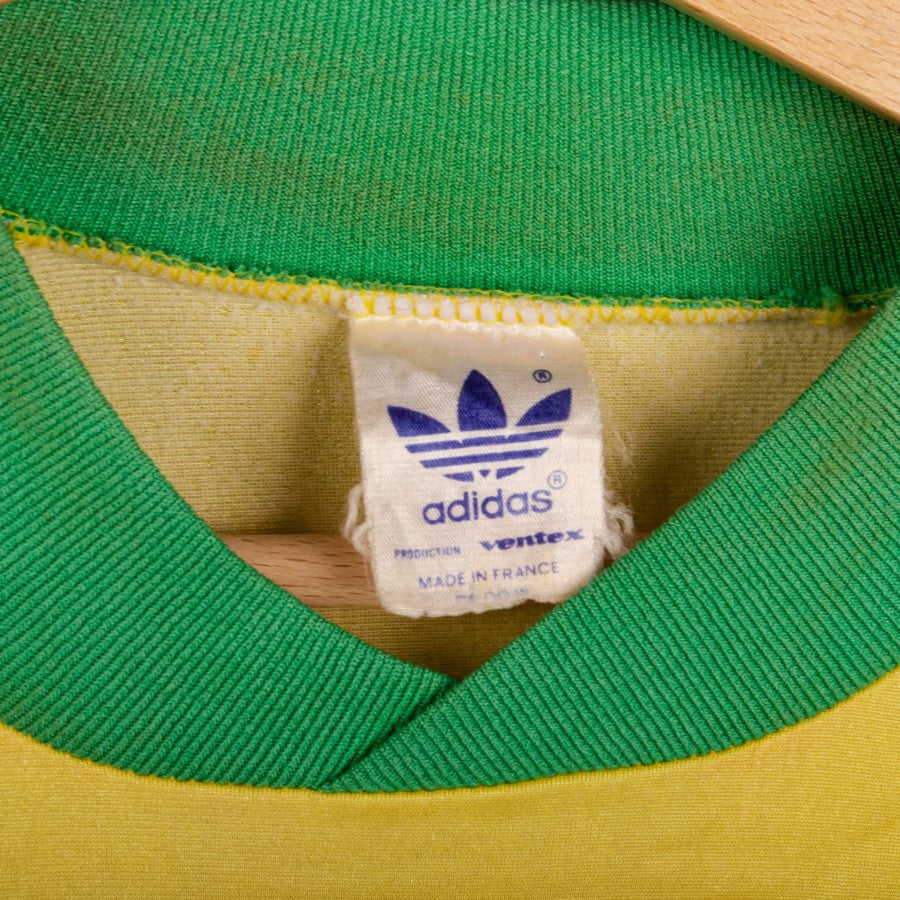 ®
adidas®
PRODUCTION ventex
MADE IN FRANCE